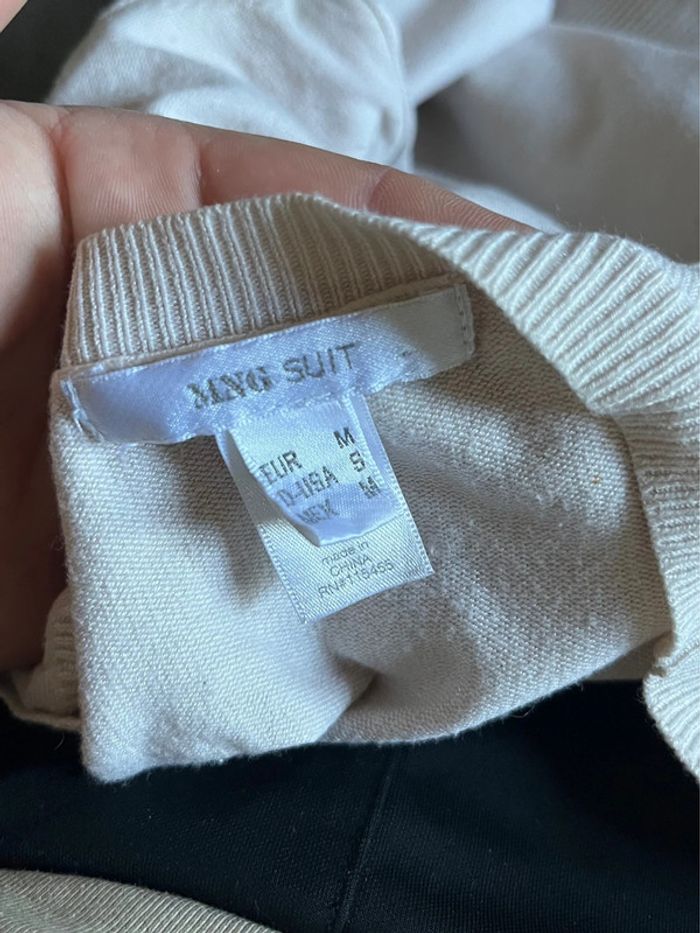 MNG SUIT
EUR M
D-USA S
MEX M
made in
CHINA
RN#115455